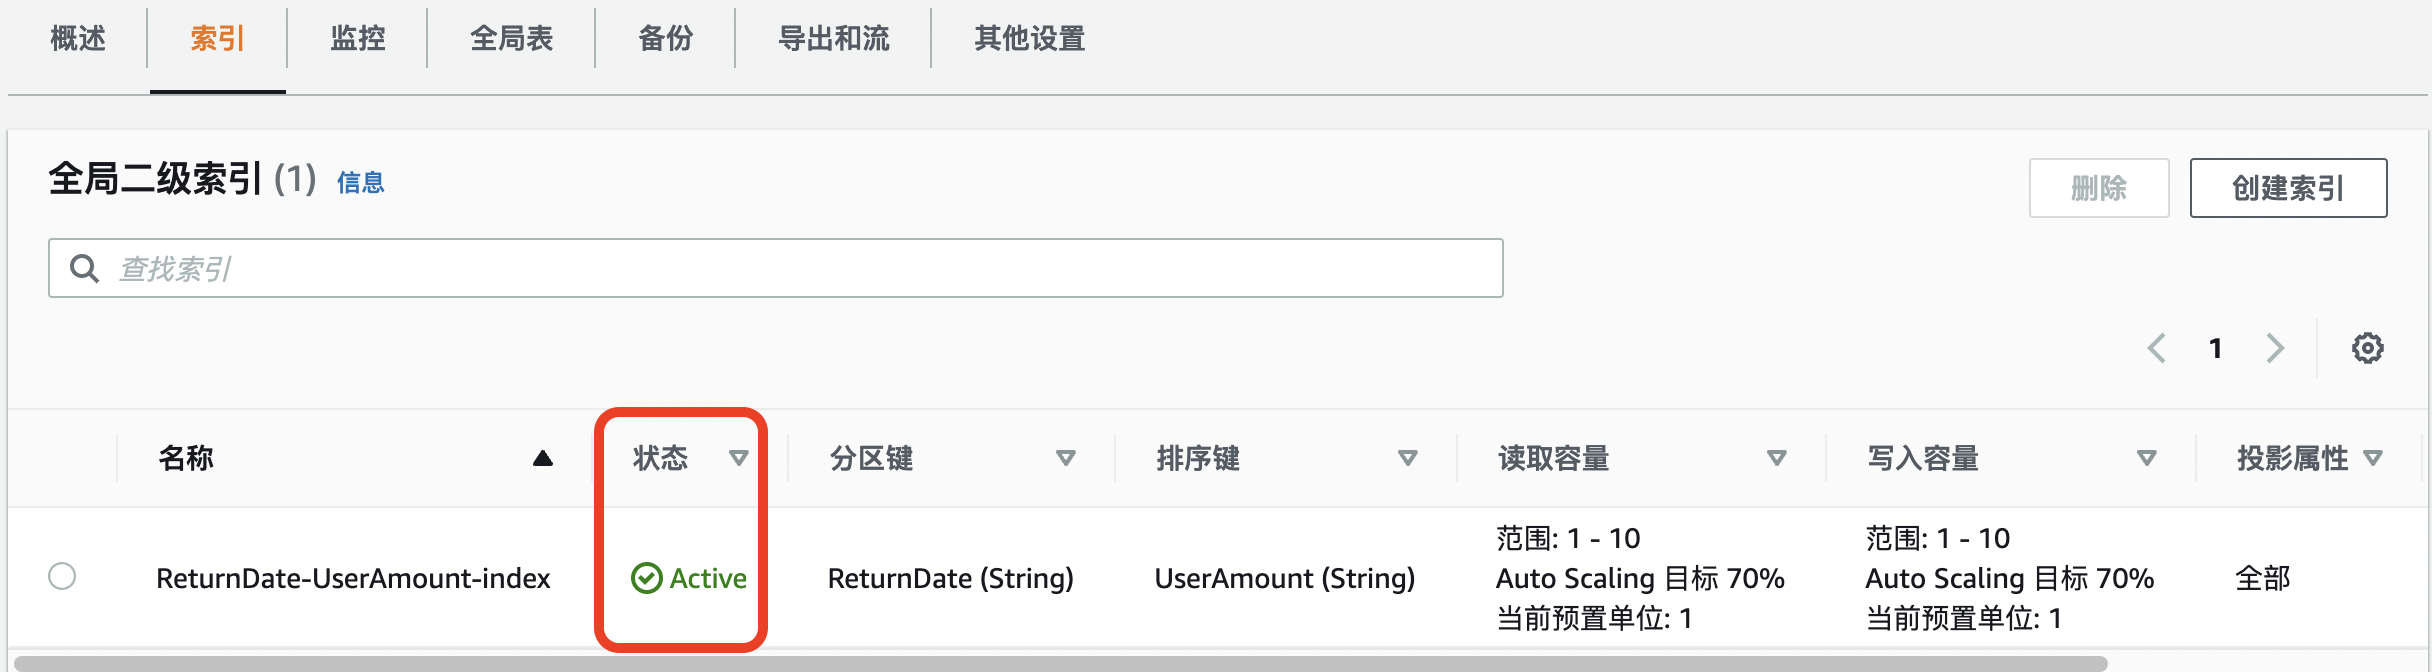 概述 索引 监控 全局表 备份 导出和流 其他设置
全局二级索引 (1) 信息
删除 创建索引
查找索引
1
名称 状态 分区键 排序键 读取容量 写入容量 投影属性
ReturnDate-UserAmount-index Active ReturnDate (String) UserAmount (String) 范围: 1 - 10 Auto Scaling 目标 70% 当前预置单位: 1 范围: 1 - 10 Auto Scaling 目标 70% 当前预置单位: 1 全部